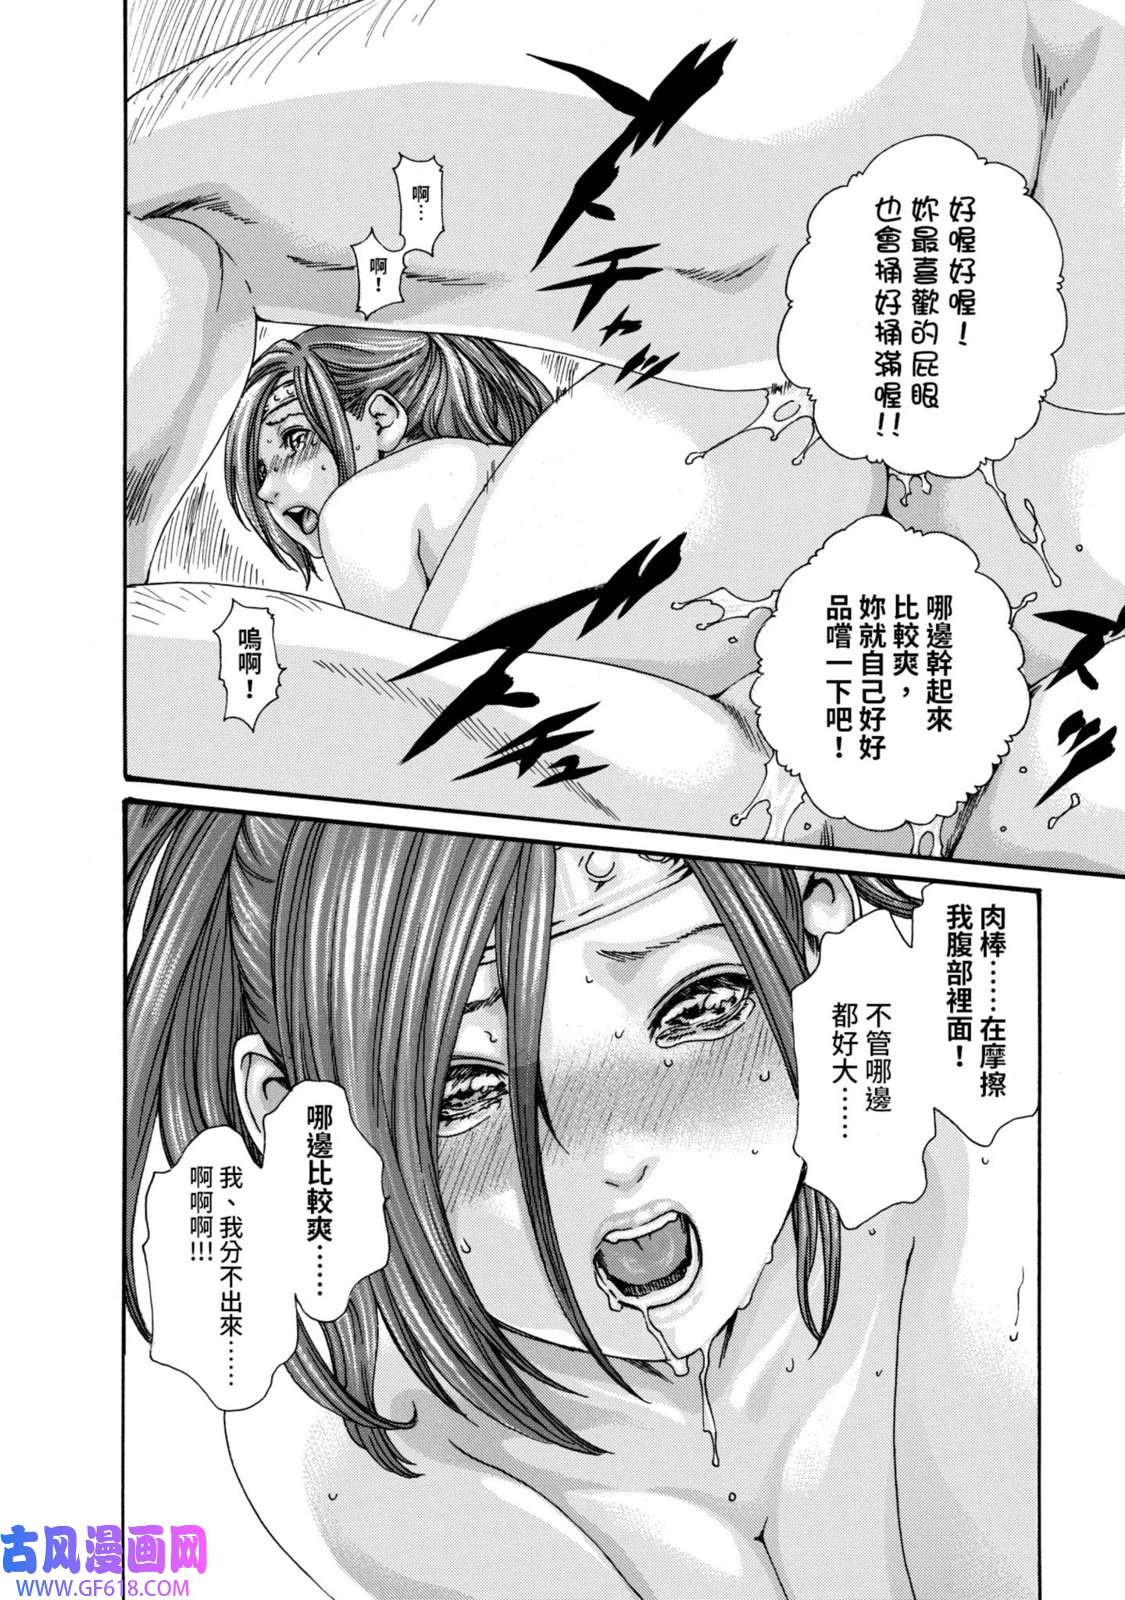 好喔好喔！
妳最喜歡的屁眼
也會捅好捅滿喔!!
啊…
啊！
哪邊幹起來
比較爽，
妳就自己好好
品嚐一下吧！
嗚啊！
肉棒……在摩擦
我腹部裡面！
不管哪邊
都好大……
哪邊比較爽……
我、我分不出來……
啊啊啊!!!
古风漫画网
WWW.GF618.COM